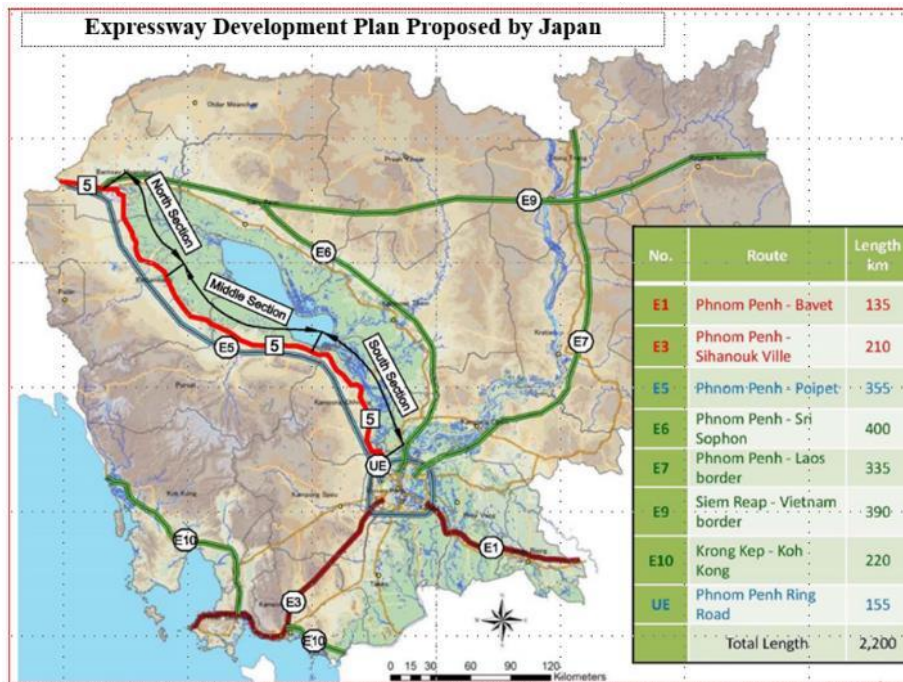 Expressway Development Plan Proposed by Japan
5
North Section
E9
E6
Middle Section
E5
5
South Section
E7
5
UE
E10
E1
E3
E10
0 15 30 60 90 120
Kilometers
No. Route Length km
E1 Phnom Penh - Bavet 135
E3 Phnom Penh - Sihanouk Ville 210
E5 Phnom Penh - Poipet 355
E6 Phnom Penh - Sri Sophon 400
E7 Phnom Penh - Laos border 335
E9 Siem Reap - Vietnam border 390
E10 Krong Kep - Koh Kong 220
UE Phnom Penh Ring Road 155
Total Length 2,200